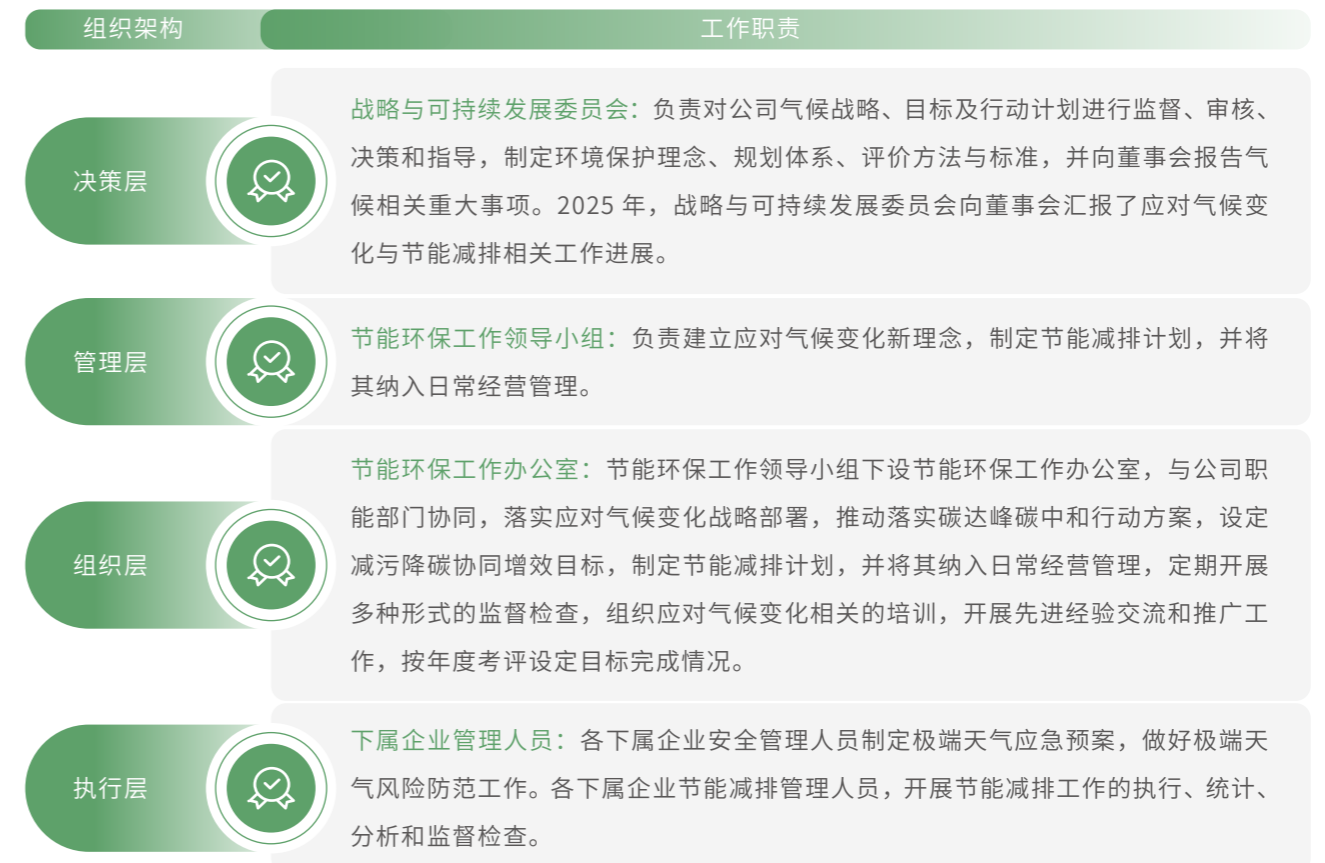 组织架构
工作职责
决策层
战略与可持续发展委员会：负责对公司气候战略、目标及行动计划进行监督、审核、
决策和指导，制定环境保护理念、规划体系、评价方法与标准，并向董事会报告气
候相关重大事项。2025 年，战略与可持续发展委员会向董事会汇报了应对气候变
化与节能减排相关工作进展。
管理层
节能环保工作领导小组：负责建立应对气候变化新理念，制定节能减排计划，并将
其纳入日常经营管理。
组织层
节能环保工作办公室：节能环保工作领导小组下设节能环保工作办公室，与公司职
能部门协同，落实应对气候变化战略部署，推动落实碳达峰碳中和行动方案，设定
减污降碳协同增效目标，制定节能减排计划，并将其纳入日常经营管理，定期开展
多种形式的监督检查，组织应对气候变化相关的培训，开展先进经验交流和推广工
作，按年度考评设定目标完成情况。
执行层
下属企业管理人员：各下属企业安全管理人员制定极端天气应急预案，做好极端天
气风险防范工作。各下属企业节能减排管理人员，开展节能减排工作的执行、统计、
分析和监督检查。